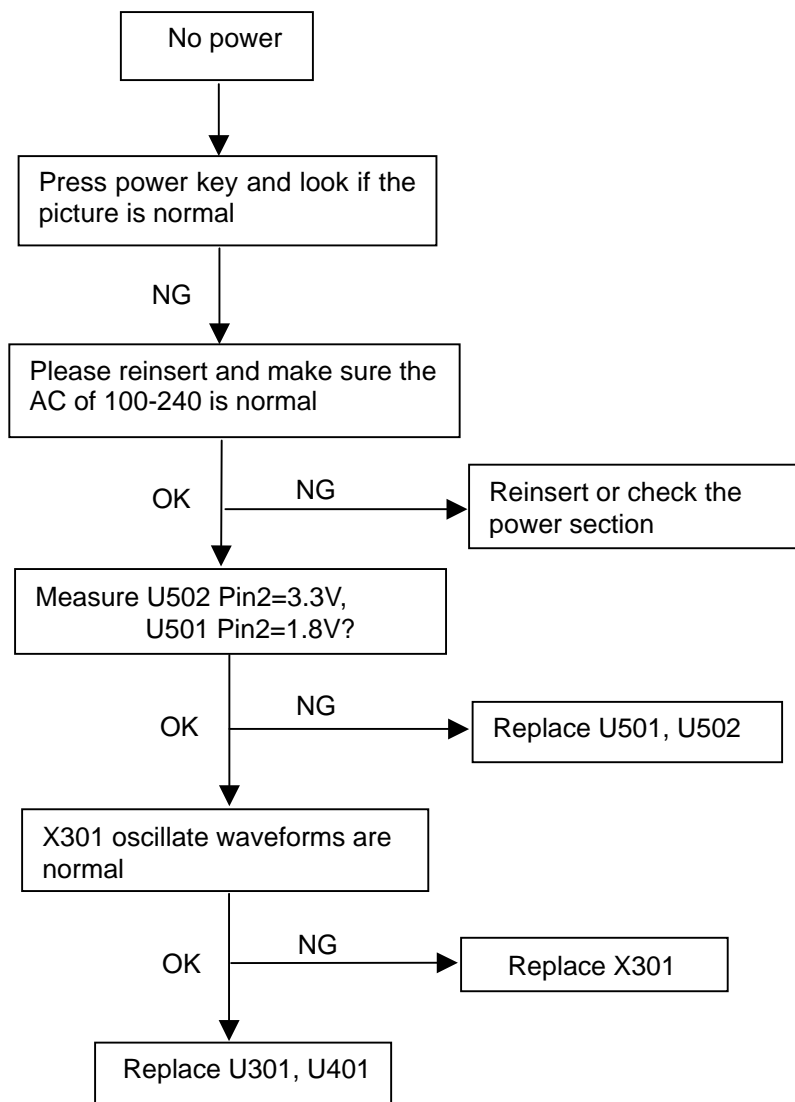 No power
Press power key and look if the
picture is normal
NG
Please reinsert and make sure the
AC of 100-240 is normal
OK
NG
Reinsert or check the
power section
Measure U502 Pin2=3.3V,
U501 Pin2=1.8V?
OK
NG
Replace U501, U502
X301 oscillate waveforms are
normal
OK
NG
Replace X301
Replace U301, U401